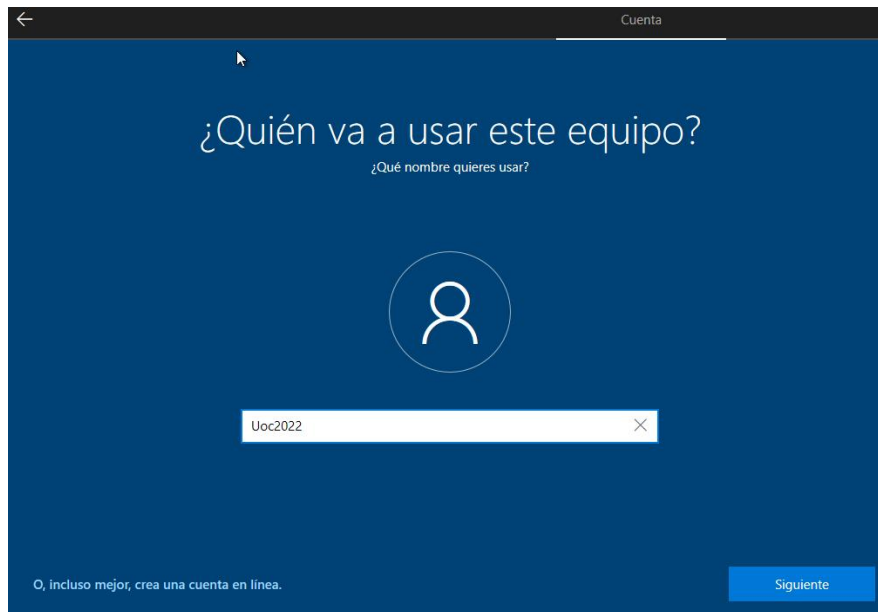 Cuenta
¿Quién va a usar este equipo?
¿Qué nombre quieres usar?
Uoc2022
O, incluso mejor, crea una cuenta en línea.
Siguiente